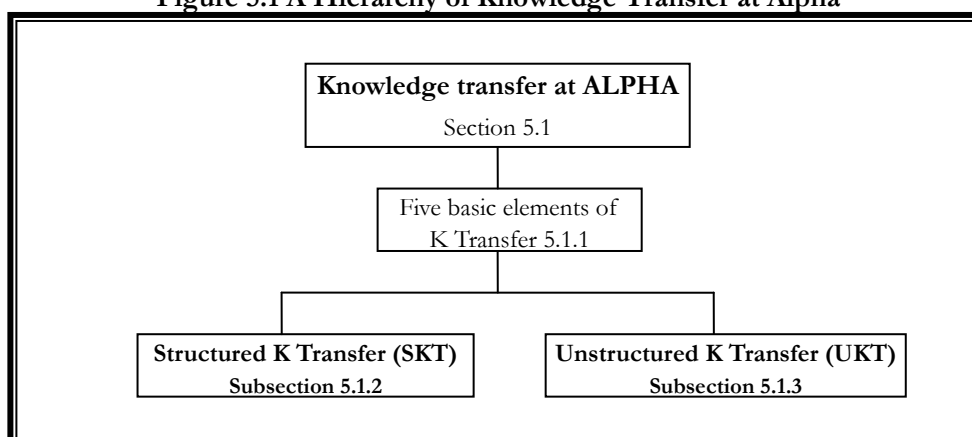 Figure 5.1 A Hierarchy of Knowledge Transfer at Alpha
Knowledge transfer at ALPHA
Section 5.1
Five basic elements of
K Transfer 5.1.1
Structured K Transfer (SKT)
Subsection 5.1.2
Unstructured K Transfer (UKT)
Subsection 5.1.3